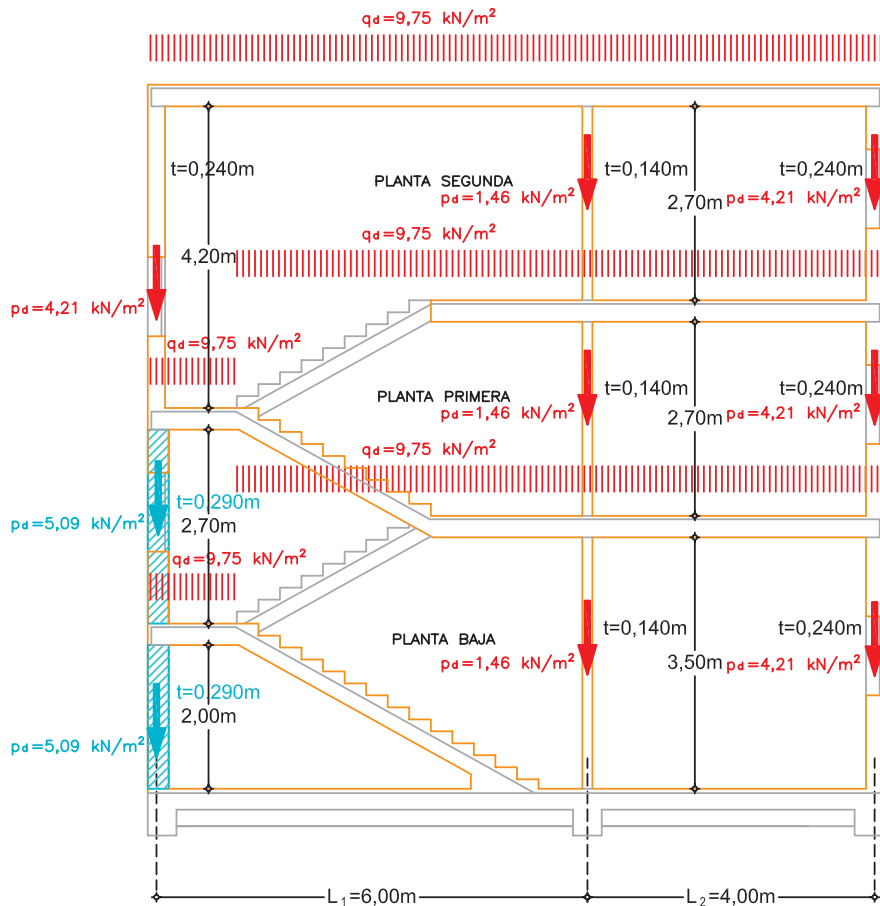 qd=9,75 kN/m²
t=0,240m
PLANTA SEGUNDA
t=0,140m
t=0,240m
pd=1,46 kN/m²
2,70m
pd=4,21 kN/m²
qd=9,75 kN/m²
4,20m
pd=4,21 kN/m²
qd=9,75 kN/m²
PLANTA PRIMERA
t=0,140m
t=0,240m
pd=1,46 kN/m²
2,70m
pd=4,21 kN/m²
qd=9,75 kN/m²
t=0,290m
pd=5,09 kN/m²
2,70m
qd=9,75 kN/m²
PLANTA BAJA
t=0,140m
t=0,240m
pd=1,46 kN/m²
3,50m
pd=4,21 kN/m²
t=0,290m
2,00m
pd=5,09 kN/m²
L₁=6,00m
L₂=4,00m